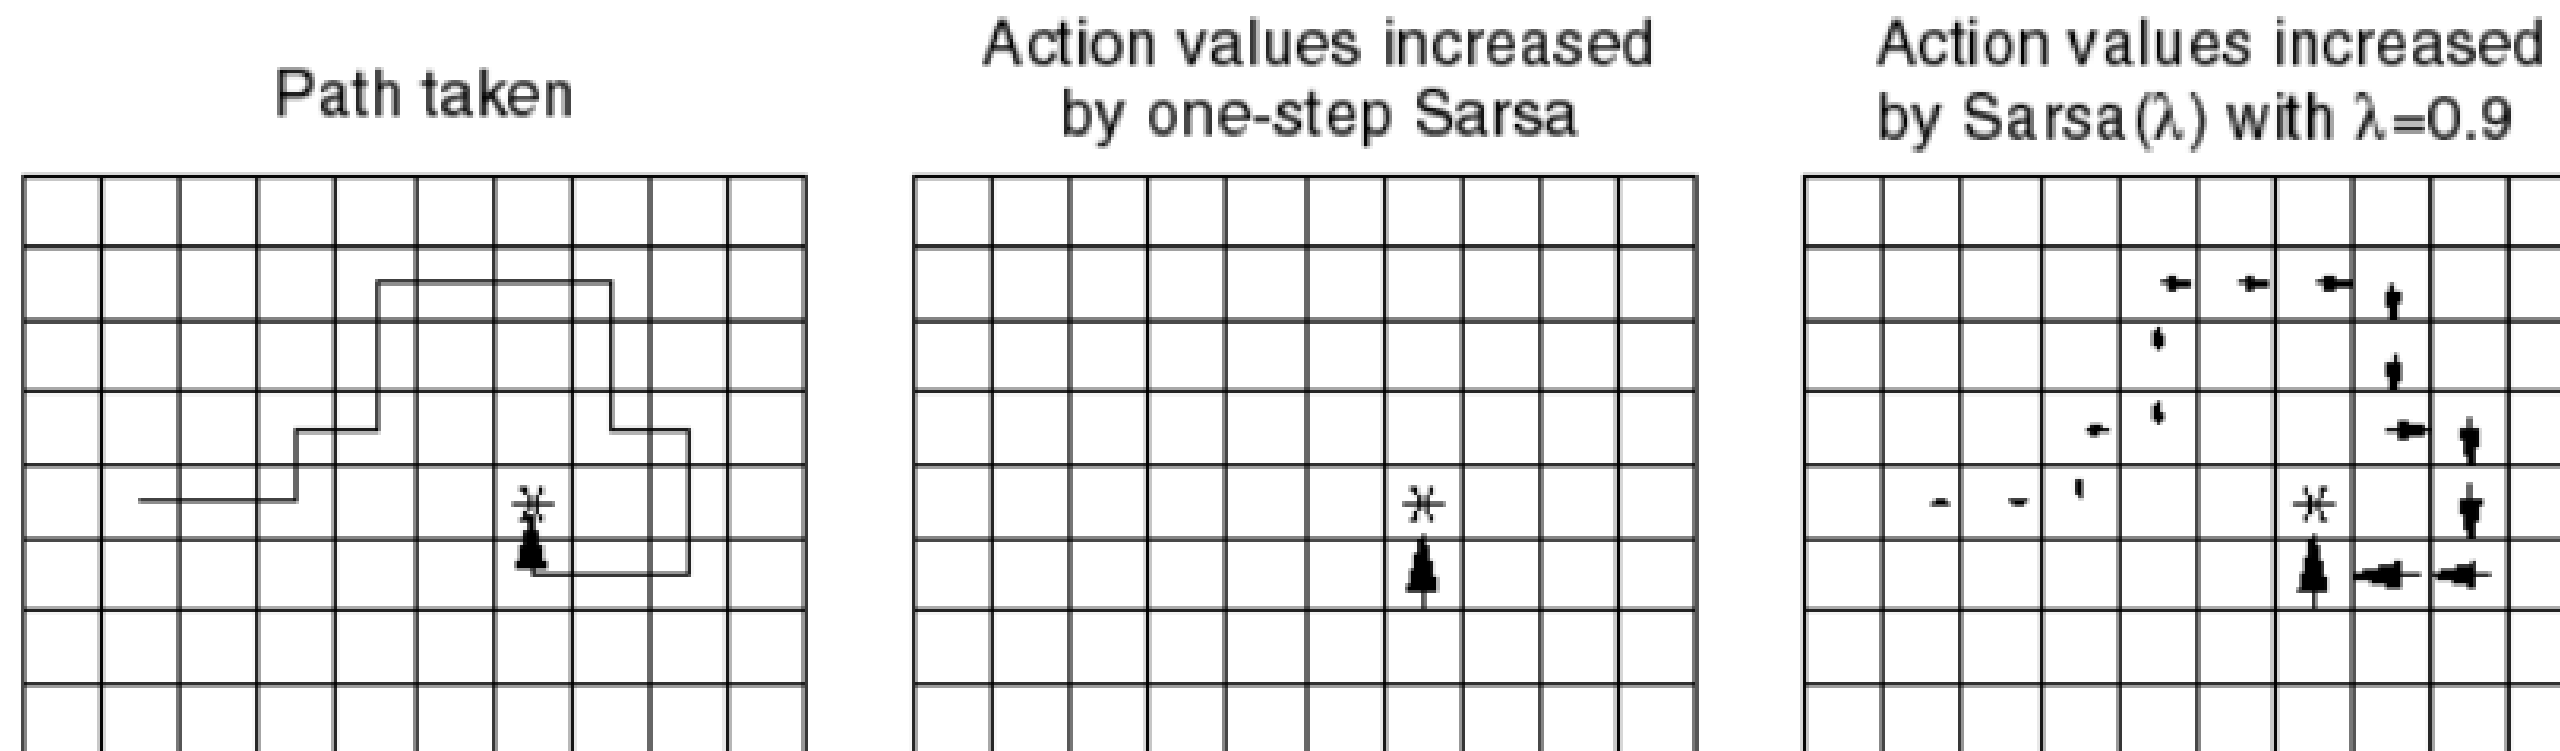 Path taken
Action values increased
by one-step Sarsa
Action values increased
by Sarsa(λ) with λ=0.9